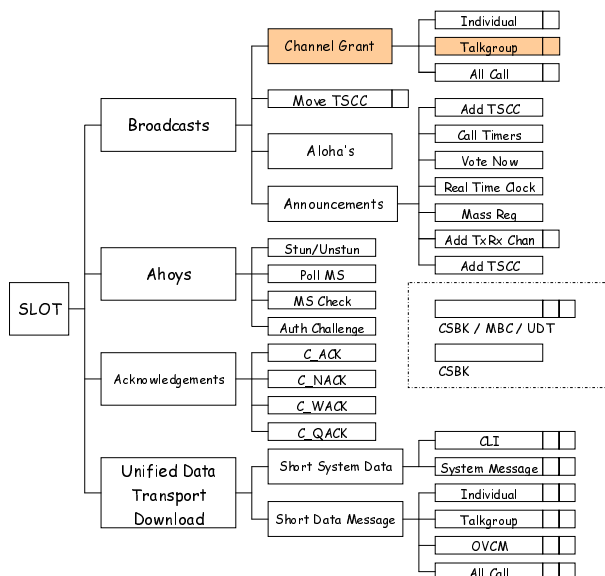 SLOT
Broadcasts
Channel Grant
Individual
Talkgroup
All Call
Move TSCC
Aloha's
Announcements
Add TSCC
Call Timers
Vote Now
Real Time Clock
Mass Reg
Add TxRx Chan
Add TSCC
Ahoys
Stun/Unstun
Poll MS
MS Check
Auth Challenge
Acknowledgements
C_ACK
C_NACK
C_WACK
C_QACK
Unified Data
Transport
Download
Short System Data
CLI
System Message
Short Data Message
Individual
Talkgroup
OVCM
All Call
CSBK / MBC / UDT
CSBK